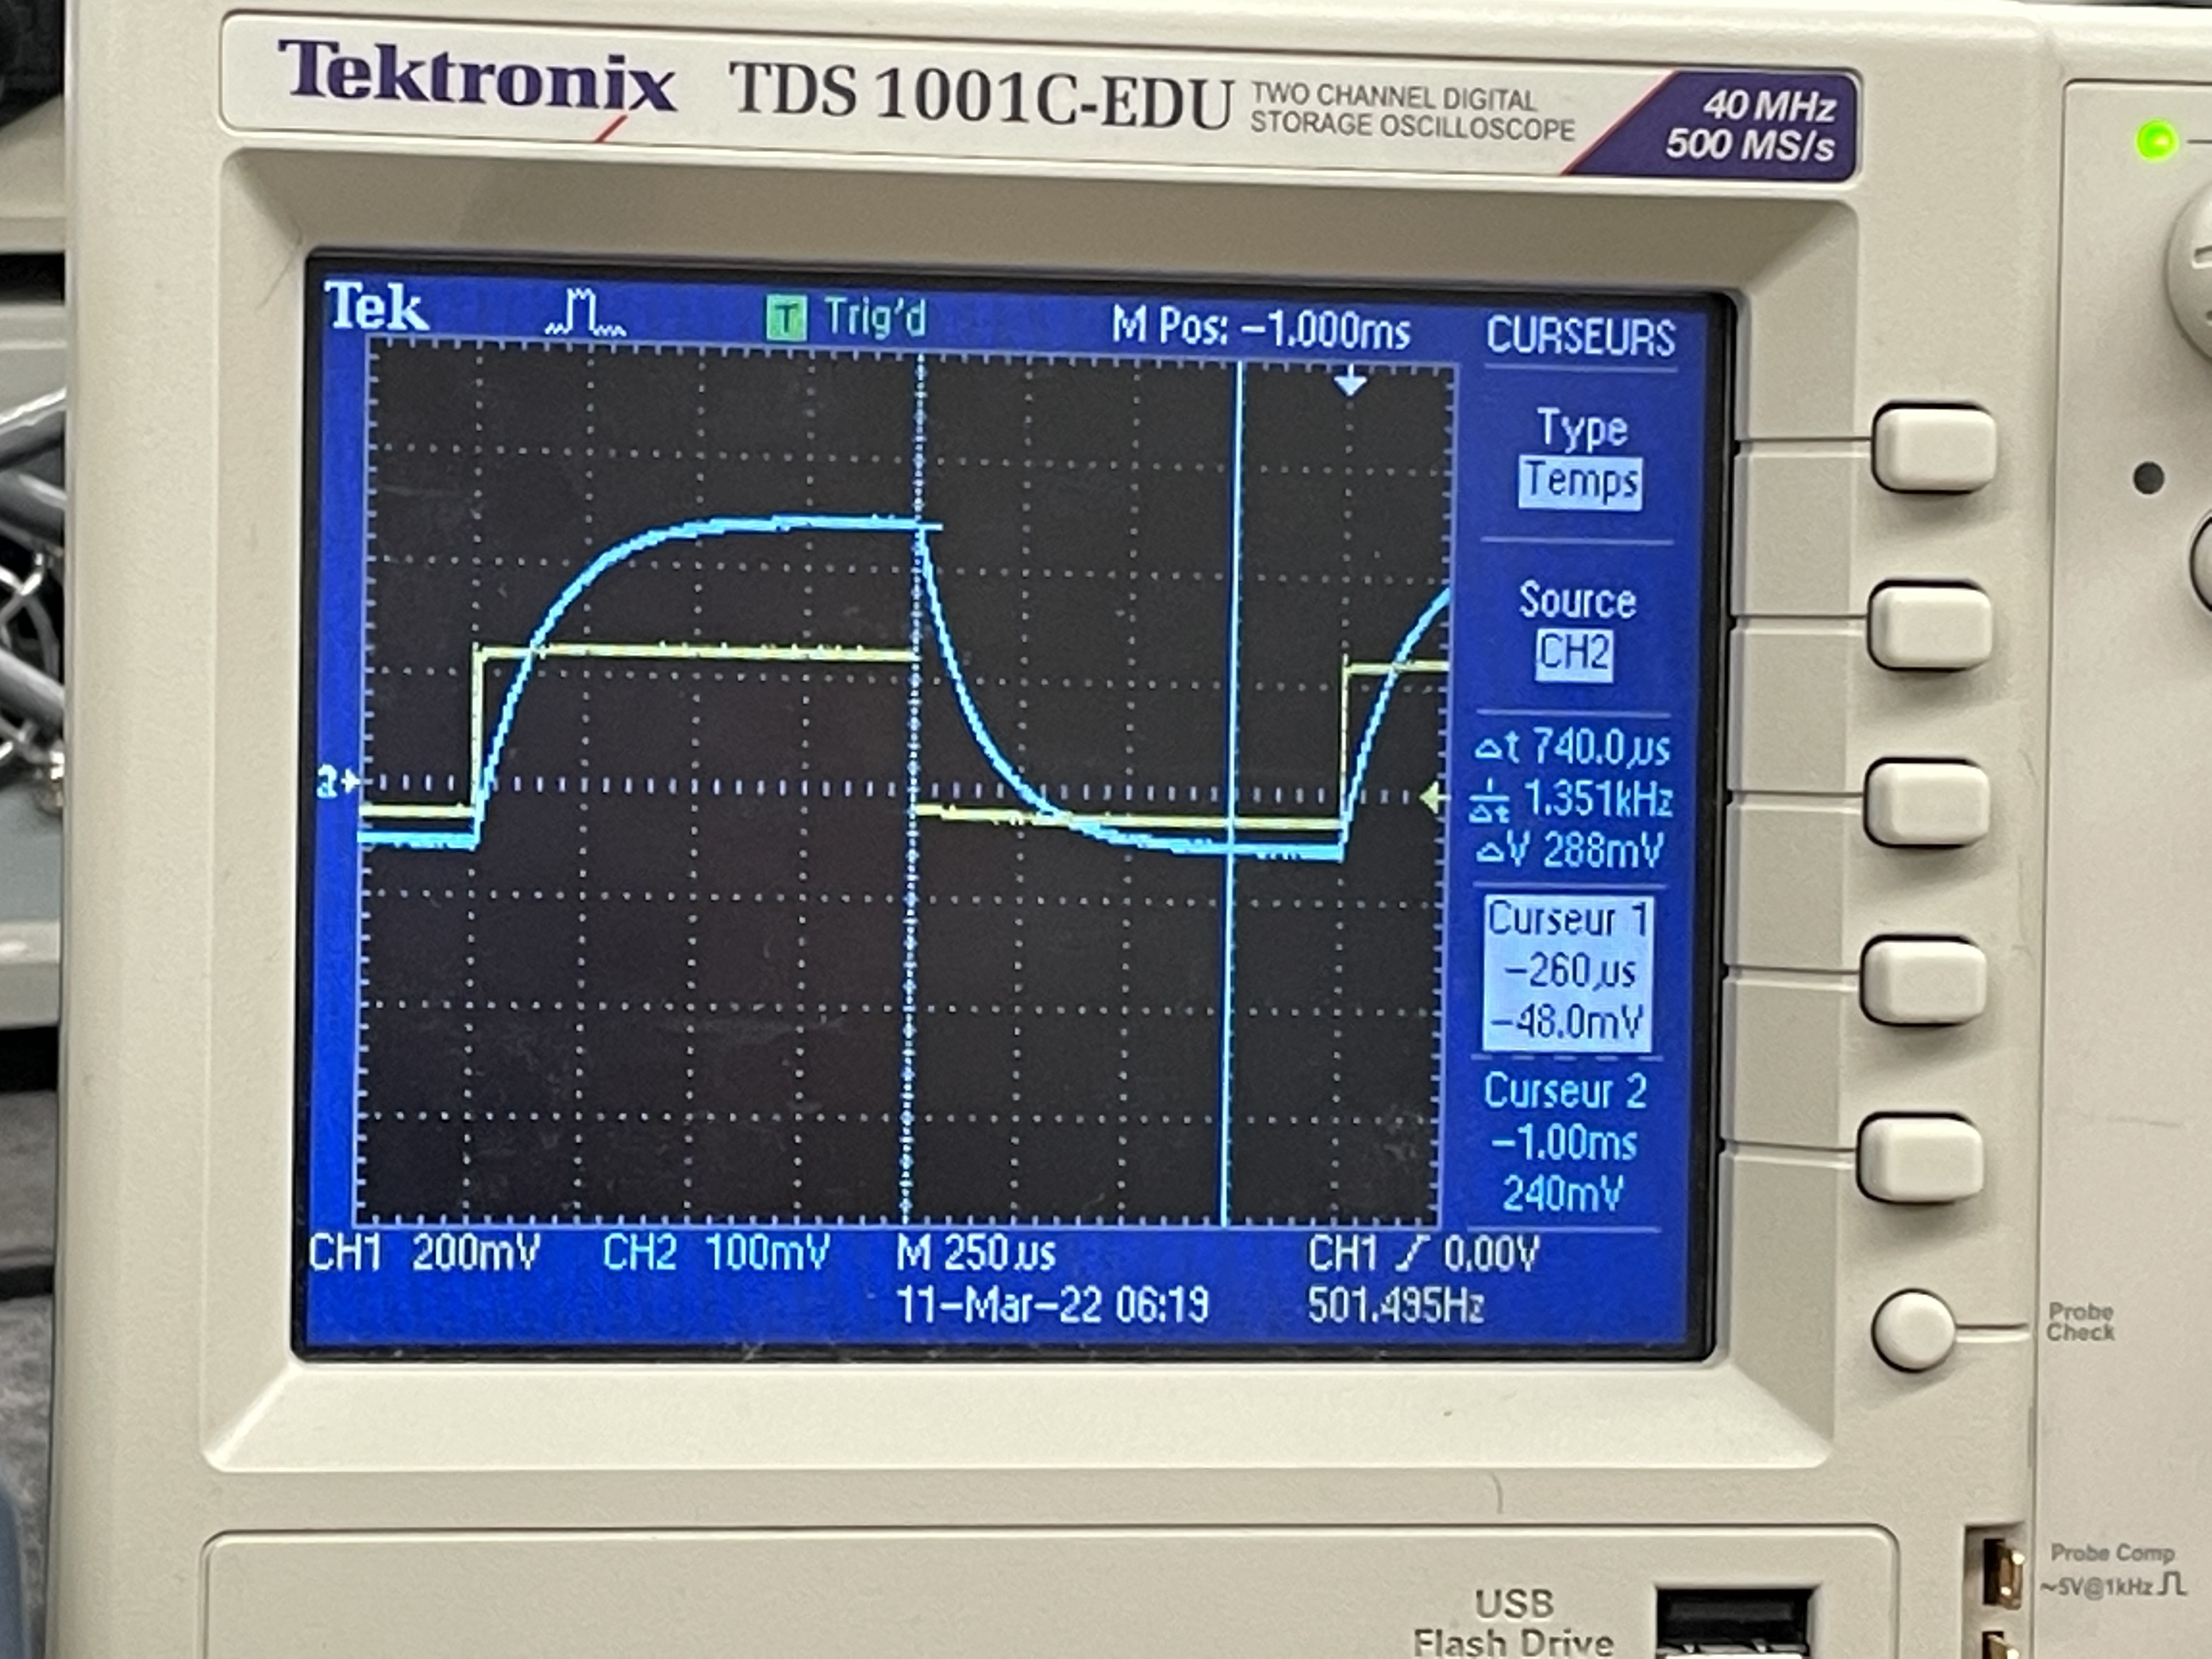 Tektronix TDS 1001C-EDU TWO CHANNEL DIGITAL STORAGE OSCILLOSCOPE
40 MHz
500 MS/s
Tek T Trig'd M Pos: -1.000ms CURSEURS
Type
Temps
Source
CH2
Δt 740.0µs
1/Δt 1.351kHz
ΔV 288mV
Curseur 1
-260µs
-48.0mV
Curseur 2
-1.00ms
240mV
2
CH1 200mV CH2 100mV M 250µs CH1 0.00V
11-Mar-22 06:19 501.495Hz
Probe
Check
Probe Comp
~5V@1kHz
USB
Flash Drive